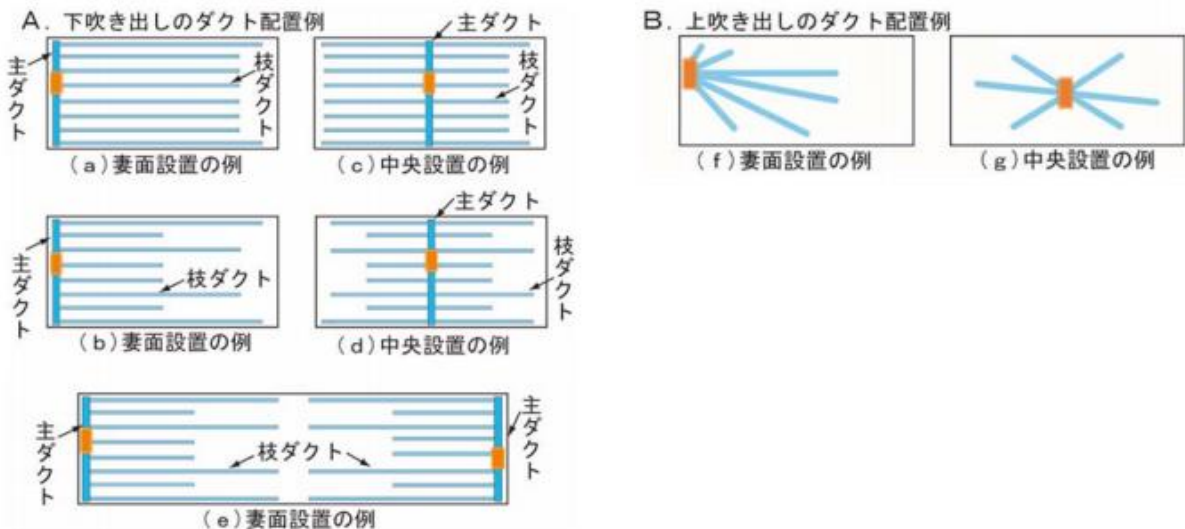 A. 下吹き出しのダクト配置例
主ダクト
枝ダクト
(a)妻面設置の例
主ダクト
枝ダクト
(c)中央設置の例
主ダクト
枝ダクト
(b)妻面設置の例
主ダクト
枝ダクト
(d)中央設置の例
主ダクト
枝ダクト
主ダクト
(e)妻面設置の例
B. 上吹き出しのダクト配置例
(f)妻面設置の例
(g)中央設置の例